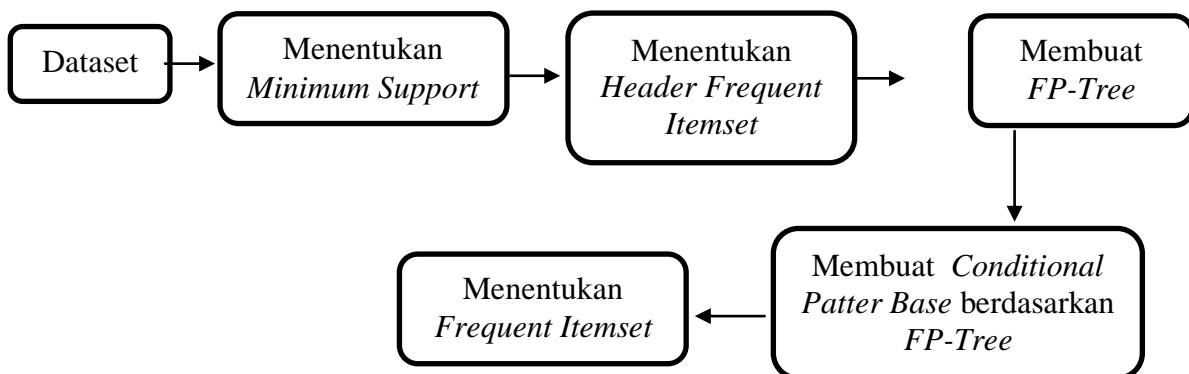 Dataset
Menentukan
Minimum Support
Menentukan
Header Frequent
Itemset
Membuat
FP-Tree
Membuat Conditional
Patter Base berdasarkan
FP-Tree
Menentukan
Frequent Itemset